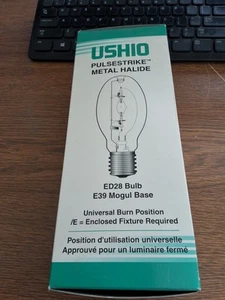 USHIO
PULSESTRIKE™
METAL HALIDE
ED28 Bulb
E39 Mogul Base
Universal Burn Position
/E = Enclosed Fixture Required
Position d'utilisation universelle
Approuvé pour un luminaire fermé